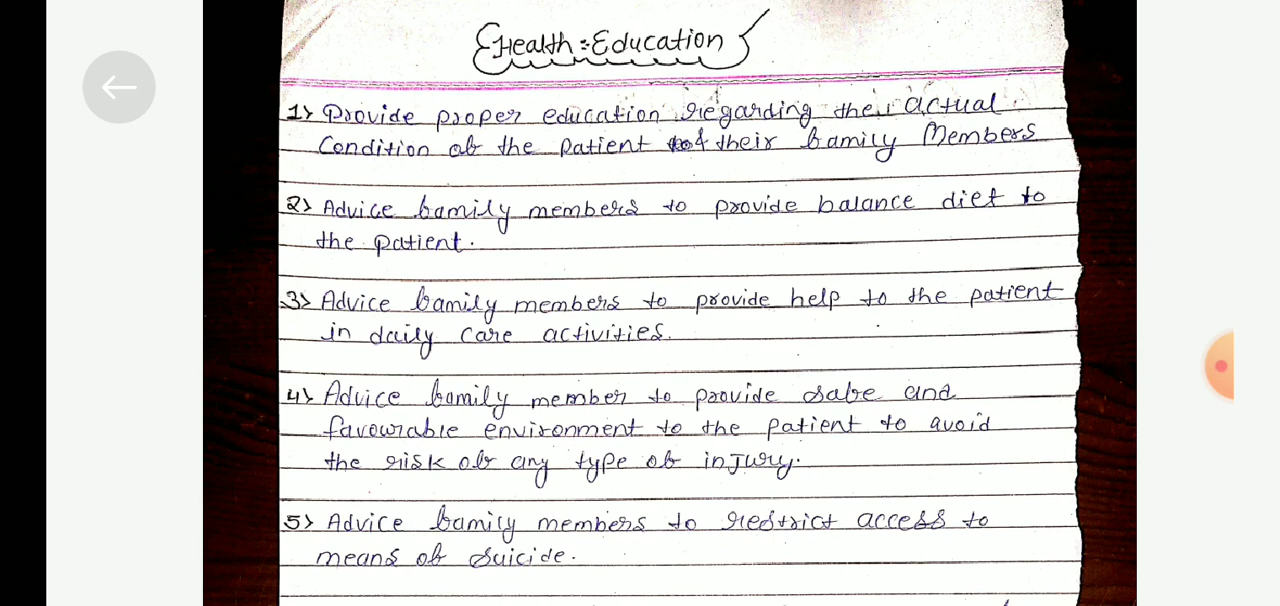 Health:Education
1) Provide proper education regarding the actual
Condition of the patient & their family Members
2) Advice family members to provide balance diet to
the patient.
3) Advice family members to provide help to the patient
in daily care activities.
4) Advice family member to provide safe and
favourable environment to the patient to avoid
the risk of any type of injury.
5) Advice family members to restrict access to
means of suicide.